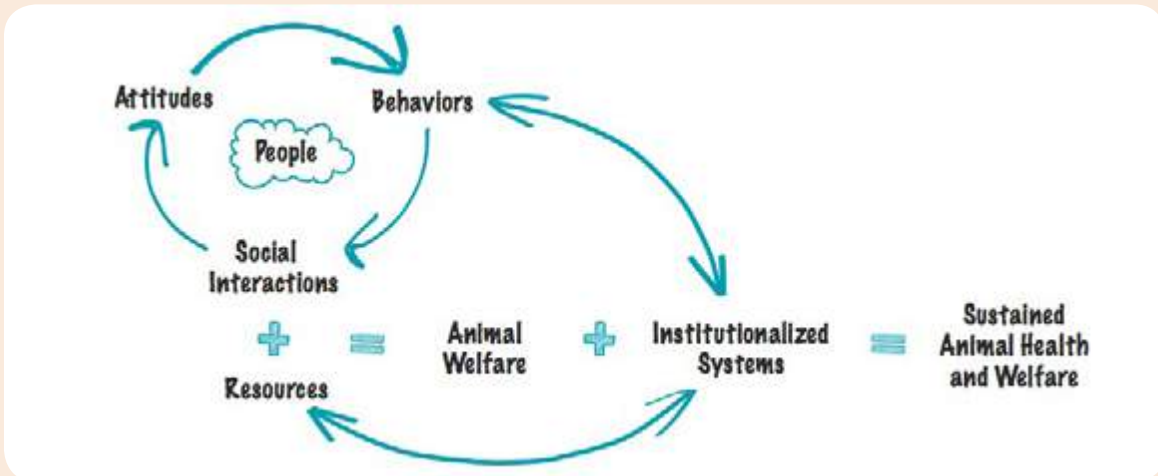 Attitudes
Behaviors
People
Social
Interactions
+
=
Animal
Welfare
+
Institutionalized
Systems
=
Sustained
Animal Health
and Welfare
Resources